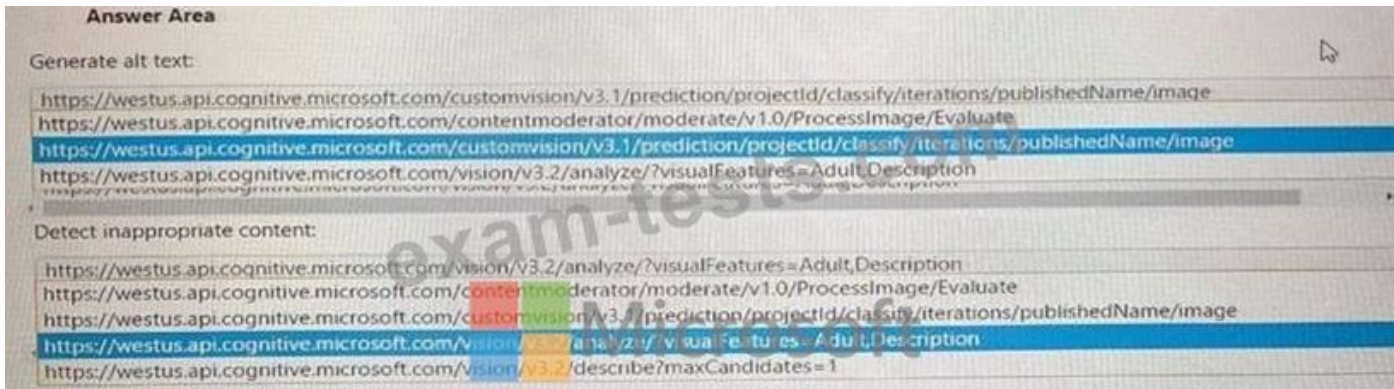 Answer Area
Generate alt text:
https://westus.api.cognitive.microsoft.com/customvision/v3.1/prediction/projectId/classify/iterations/publishedName/image
https://westus.api.cognitive.microsoft.com/contentmoderator/moderate/v1.0/ProcessImage/Evaluate
https://westus.api.cognitive.microsoft.com/customvision/v3.1/prediction/projectId/classify/iterations/publishedName/image
https://westus.api.cognitive.microsoft.com/vision/v3.2/analyze/?visualFeatures=Adult,Description
exam-tests.com
Detect inappropriate content:
https://westus.api.cognitive.microsoft.com/vision/v3.2/analyze/?visualFeatures=Adult,Description
https://westus.api.cognitive.microsoft.com/contentmoderator/moderate/v1.0/ProcessImage/Evaluate
https://westus.api.cognitive.microsoft.com/customvision/v3.1/prediction/projectId/classify/iterations/publishedName/image
Microsoft
https://westus.api.cognitive.microsoft.com/vision/v3.2/analyze/?visualFeatures=Adult,Description
https://westus.api.cognitive.microsoft.com/vision/v3.2/describe?maxCandidates=1